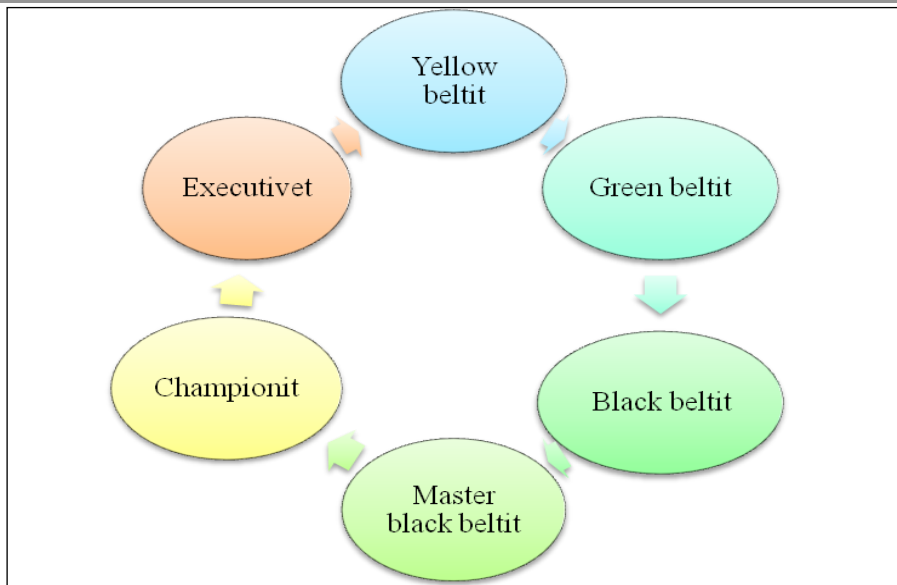 Yellow
beltit
Green beltit
Black beltit
Master
black beltit
Championit
Executivet